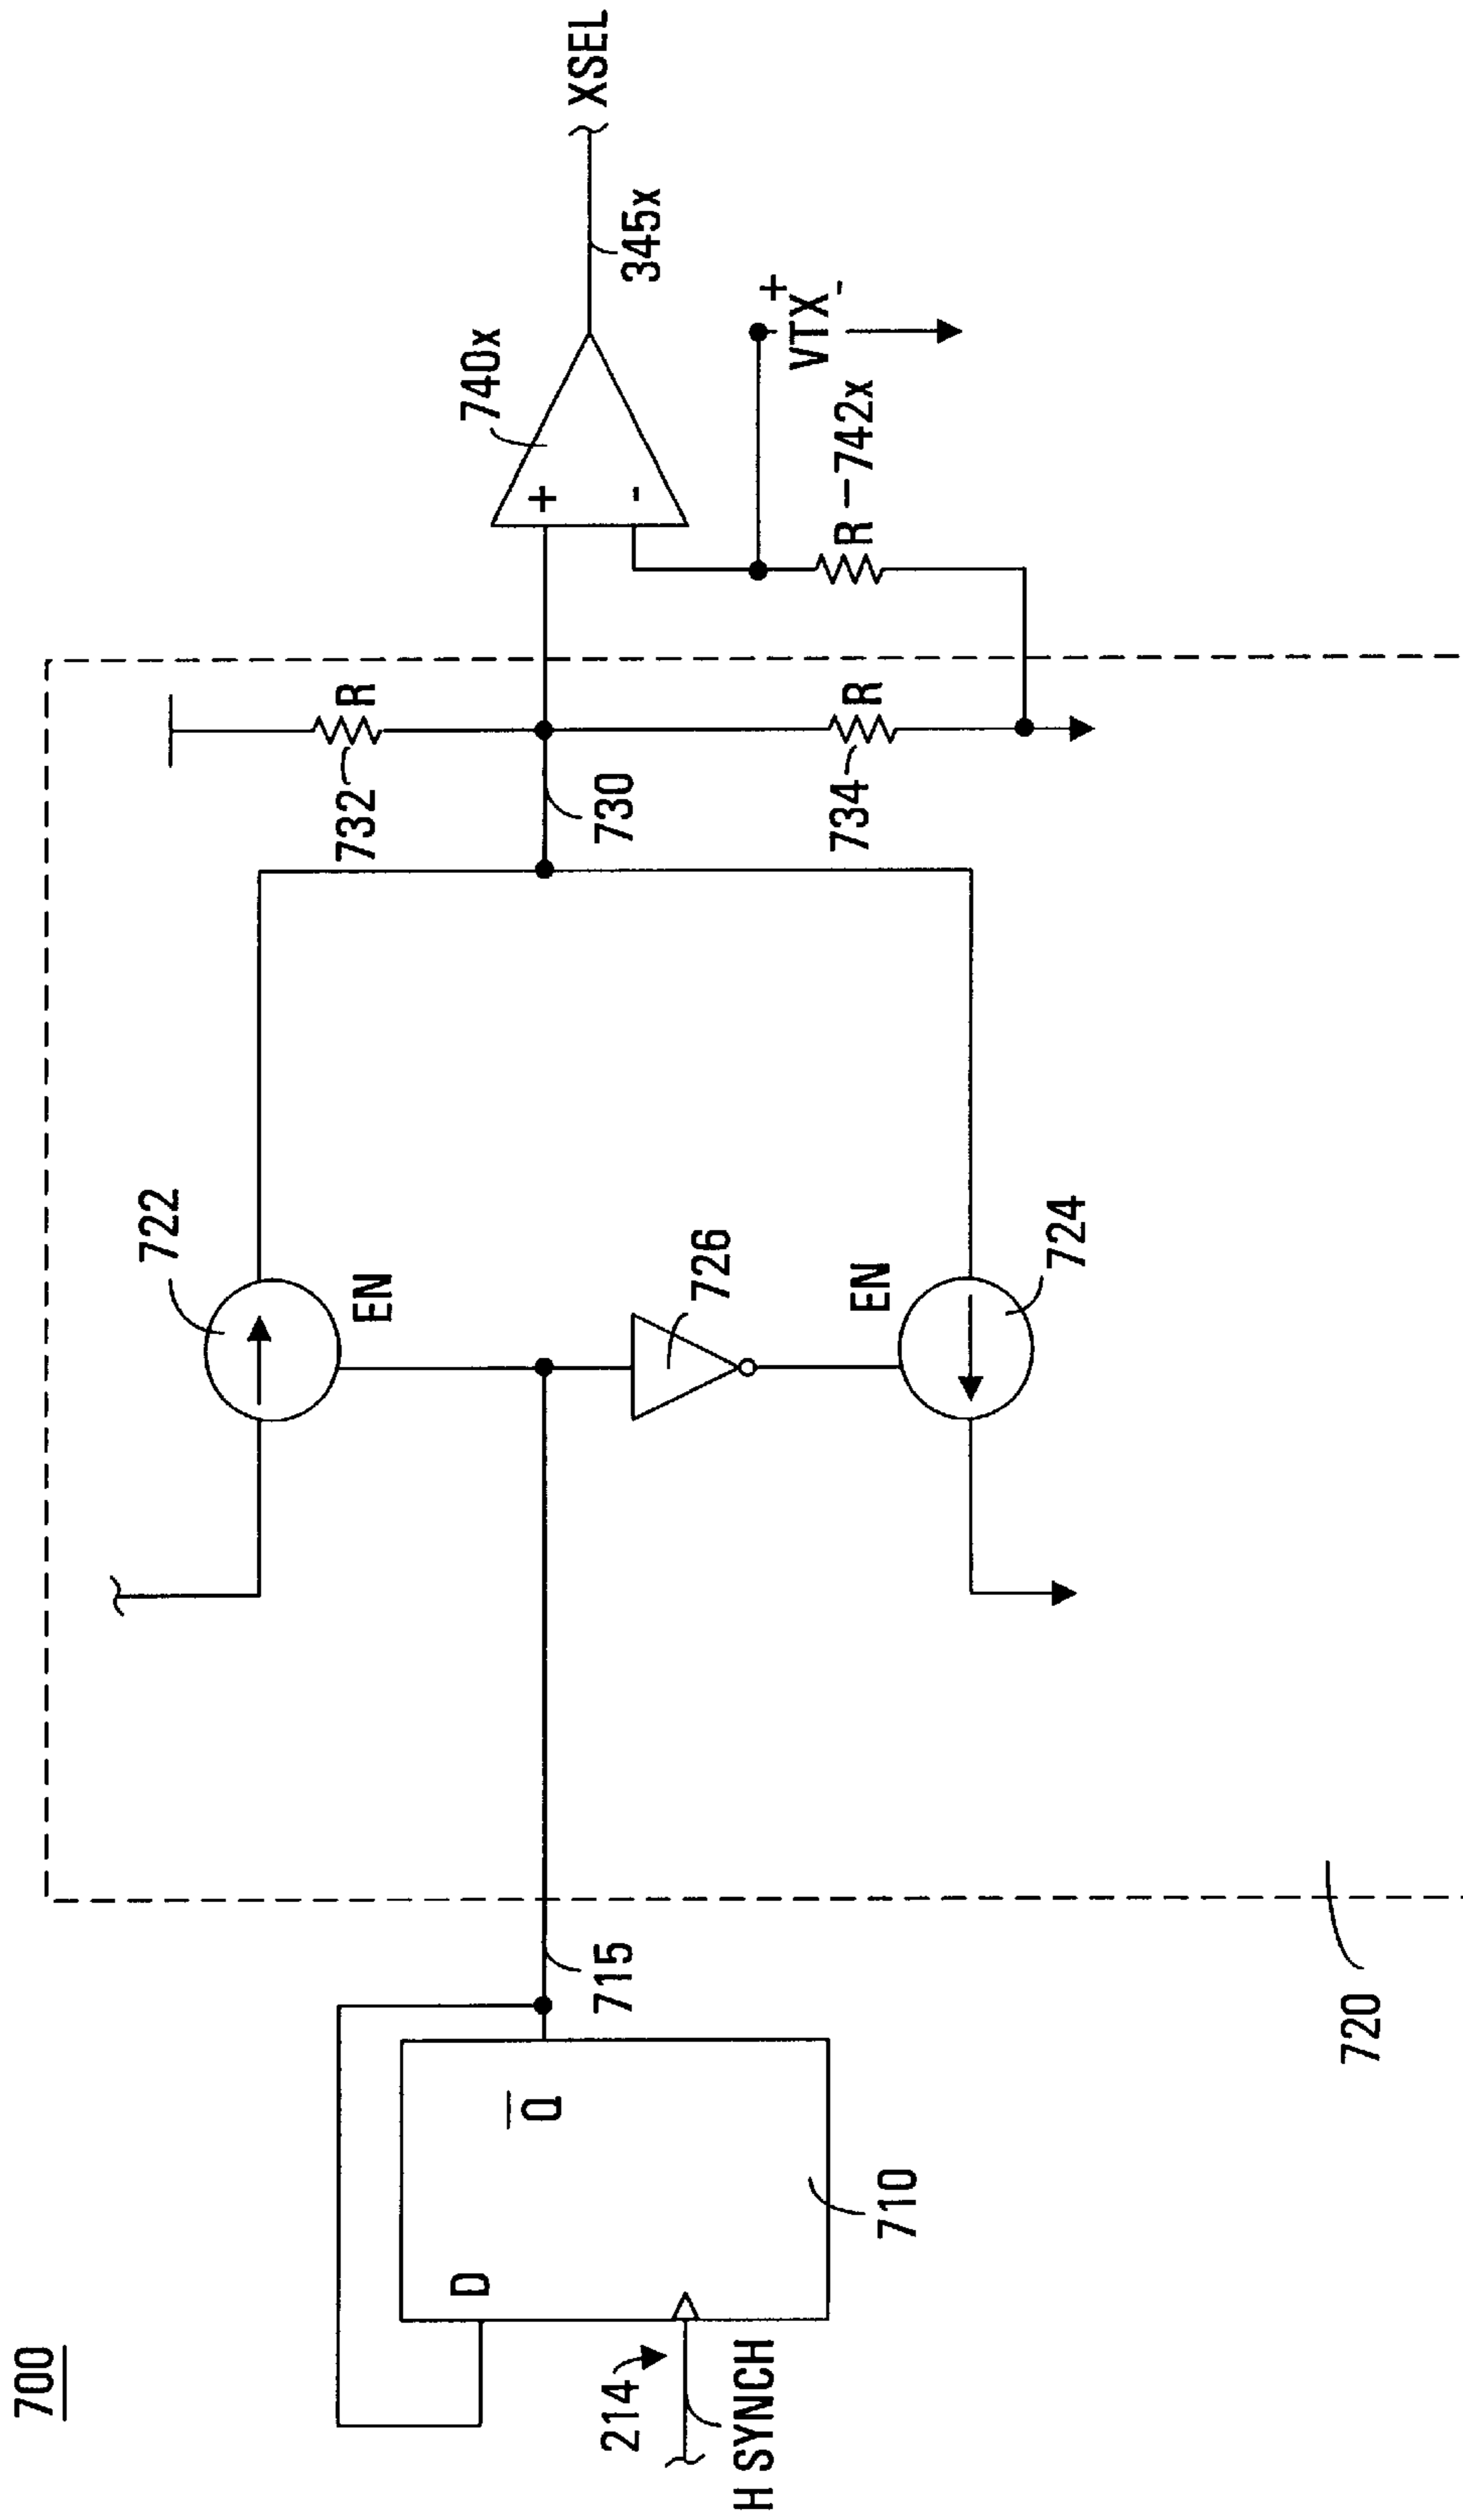 700
H SYNCH
214
D
Q
710
715
720
722
EN
726
EN
724
732
R
730
734
R
740x
+
-
R-742x
+
VTX
-
345x
XSEL